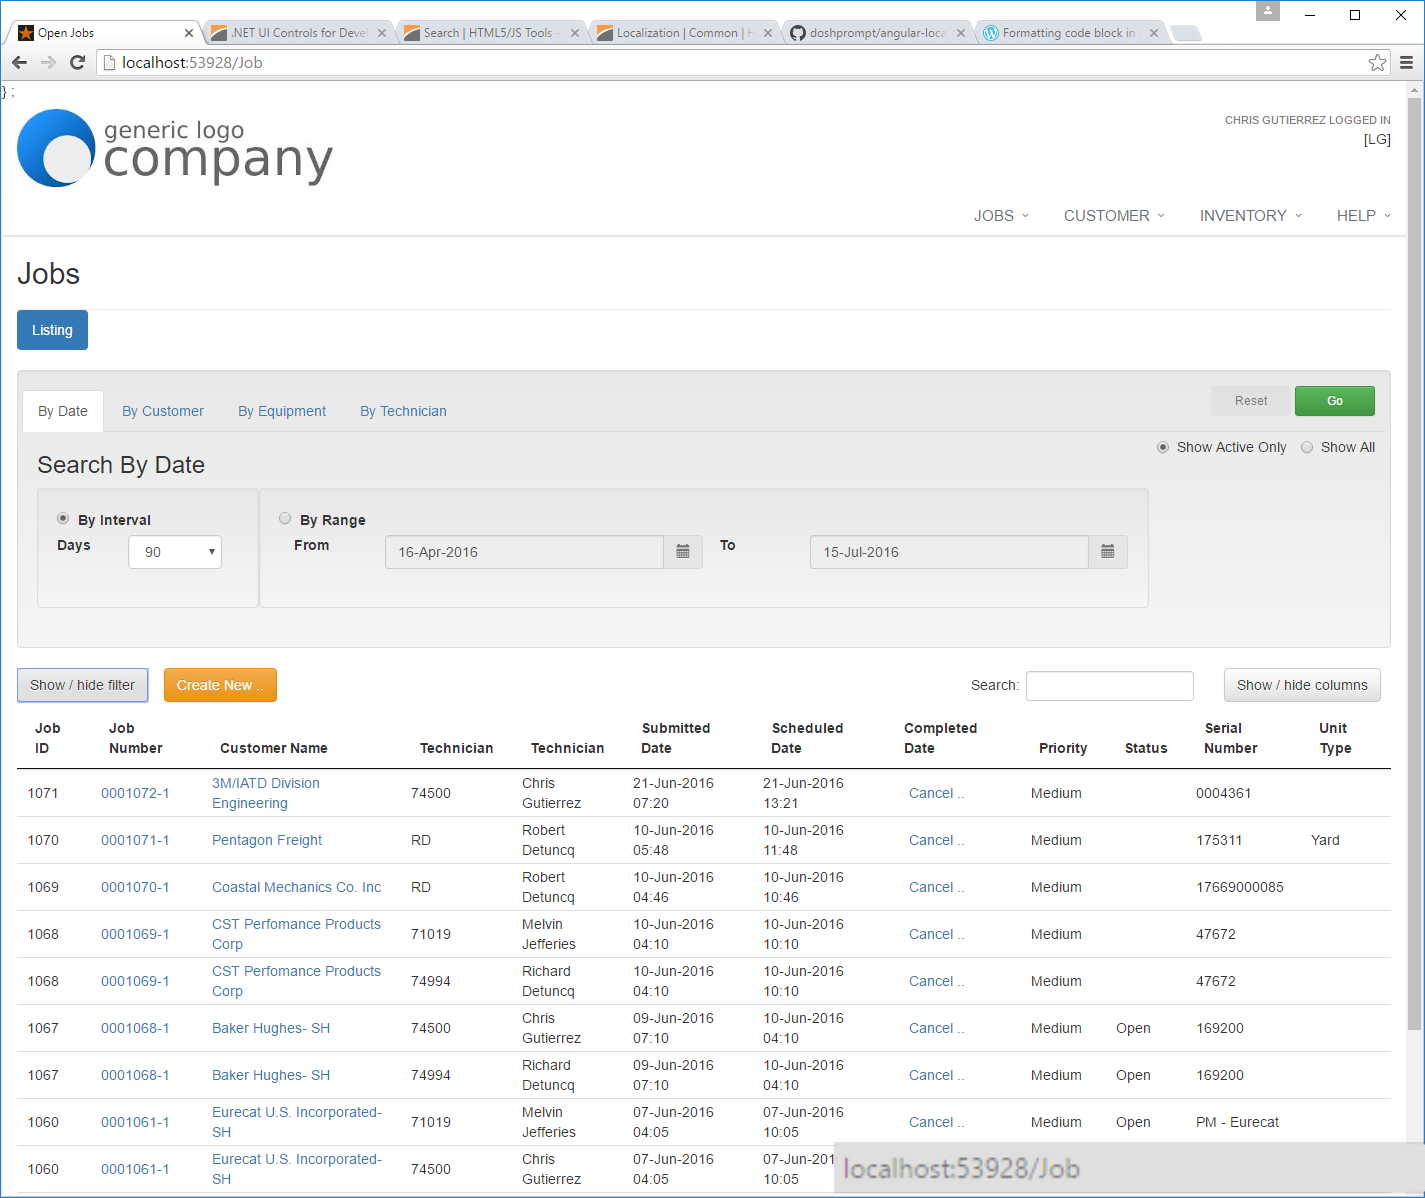 Open Jobs
.NET UI Controls for Devel
Search | HTML5/JS Tools -
Localization | Common | H
doshprompt/angular-loca
Formatting code block in
localhost:53928/Job
} ;
generic logo
company
CHRIS GUTIERREZ LOGGED IN
[LG]
JOBS CUSTOMER INVENTORY HELP
Jobs
Listing
By Date By Customer By Equipment By Technician Reset Go
Show Active Only Show All
Search By Date
By Interval By Range
Days 90 From 16-Apr-2016 To 15-Jul-2016
Show / hide filter Create New .. Search: Show / hide columns
Job ID Job Number Customer Name Technician Technician Submitted Date Scheduled Date Completed Date Priority Status Serial Number Unit Type
1071 0001072-1 3M/IATD Division Engineering 74500 Chris Gutierrez 21-Jun-2016 07:20 21-Jun-2016 13:21 Cancel .. Medium 0004361
1070 0001071-1 Pentagon Freight RD Robert Detuncq 10-Jun-2016 05:48 10-Jun-2016 11:48 Cancel .. Medium 175311 Yard
1069 0001070-1 Coastal Mechanics Co. Inc RD Robert Detuncq 10-Jun-2016 04:46 10-Jun-2016 10:46 Cancel .. Medium 17669000085
1068 0001069-1 CST Perfomance Products Corp 71019 Melvin Jefferies 10-Jun-2016 04:10 10-Jun-2016 10:10 Cancel .. Medium 47672
1068 0001069-1 CST Perfomance Products Corp 74994 Richard Detuncq 10-Jun-2016 04:10 10-Jun-2016 10:10 Cancel .. Medium 47672
1067 0001068-1 Baker Hughes- SH 74500 Chris Gutierrez 09-Jun-2016 07:10 10-Jun-2016 04:10 Cancel .. Medium Open 169200
1067 0001068-1 Baker Hughes- SH 74994 Richard Detuncq 09-Jun-2016 07:10 10-Jun-2016 04:10 Cancel .. Medium Open 169200
1060 0001061-1 Eurecat U.S. Incorporated- SH 71019 Melvin Jefferies 07-Jun-2016 04:05 07-Jun-2016 10:05 Cancel .. Medium Open PM - Eurecat
1060 0001061-1 Eurecat U.S. Incorporated- SH 74500 Chris Gutierrez 07-Jun-2016 04:05 07-Jun-201 10:05
localhost:53928/Job